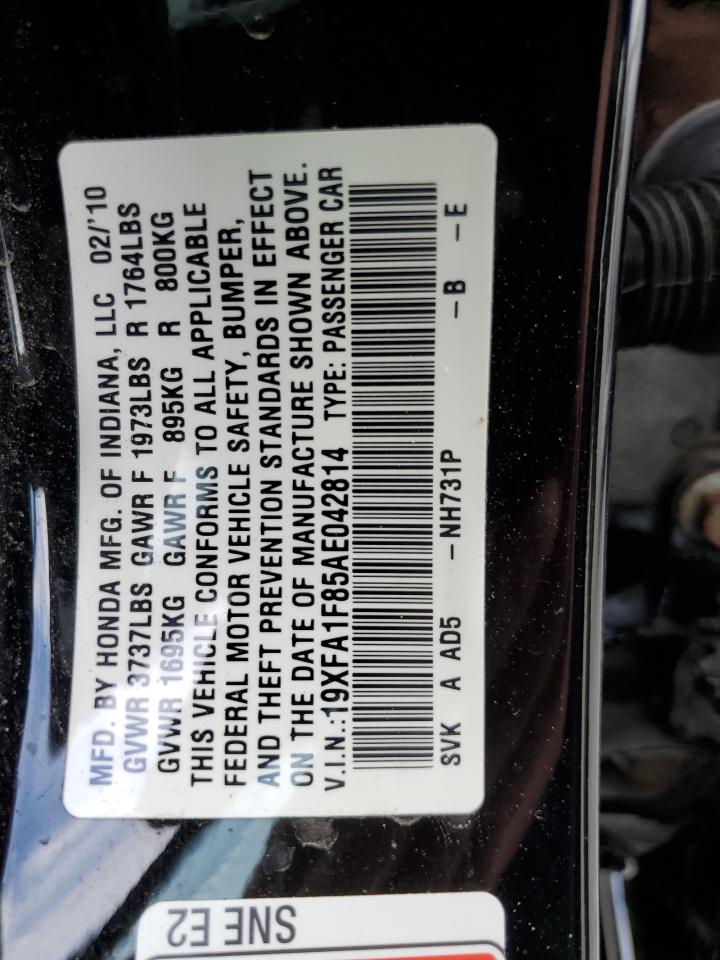 MFD. BY HONDA MFG. OF INDIANA, LLC 02/'10
GVWR 3737LBS GAWR F 1973LBS R 1764LBS
GVWR 1695KG GAWR F 895KG R 800KG
THIS VEHICLE CONFORMS TO ALL APPLICABLE
FEDERAL MOTOR VEHICLE SAFETY, BUMPER,
AND THEFT PREVENTION STANDARDS IN EFFECT
ON THE DATE OF MANUFACTURE SHOWN ABOVE.
V.I.N.:19XFA1F85AE042814 TYPE: PASSENGER CAR
SVK A AD5 -NH731P -B -E
SNE E2